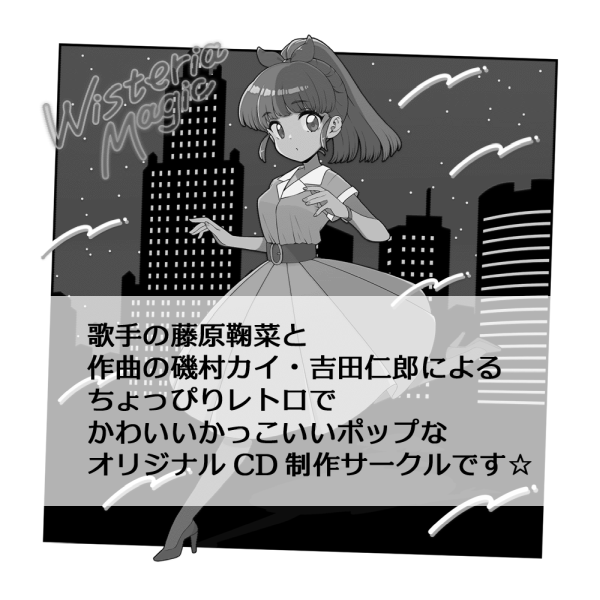 Wisteria
Magic
歌手の藤原鞠菜と
作曲の磯村カイ・吉田仁郎による
ちょっぴりレトロで
かわいいかっこいいポップな
オリジナルCD制作サークルです☆